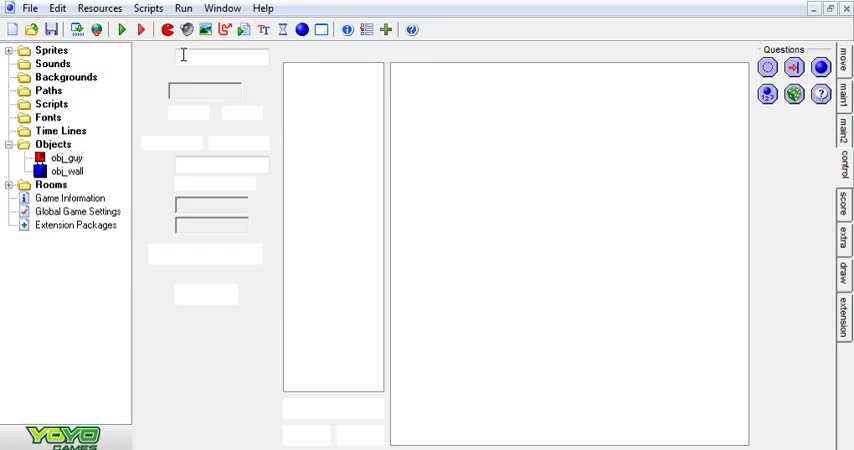 File Edit Resources Scripts Run Window Help
Sprites
Sounds
Backgrounds
Paths
Scripts
Fonts
Time Lines
Objects
obj_guy
obj_wall
Rooms
Game Information
Global Game Settings
Extension Packages
YOYO
GAMES
Questions
move
main1
main2
control
score
extra
draw
extension